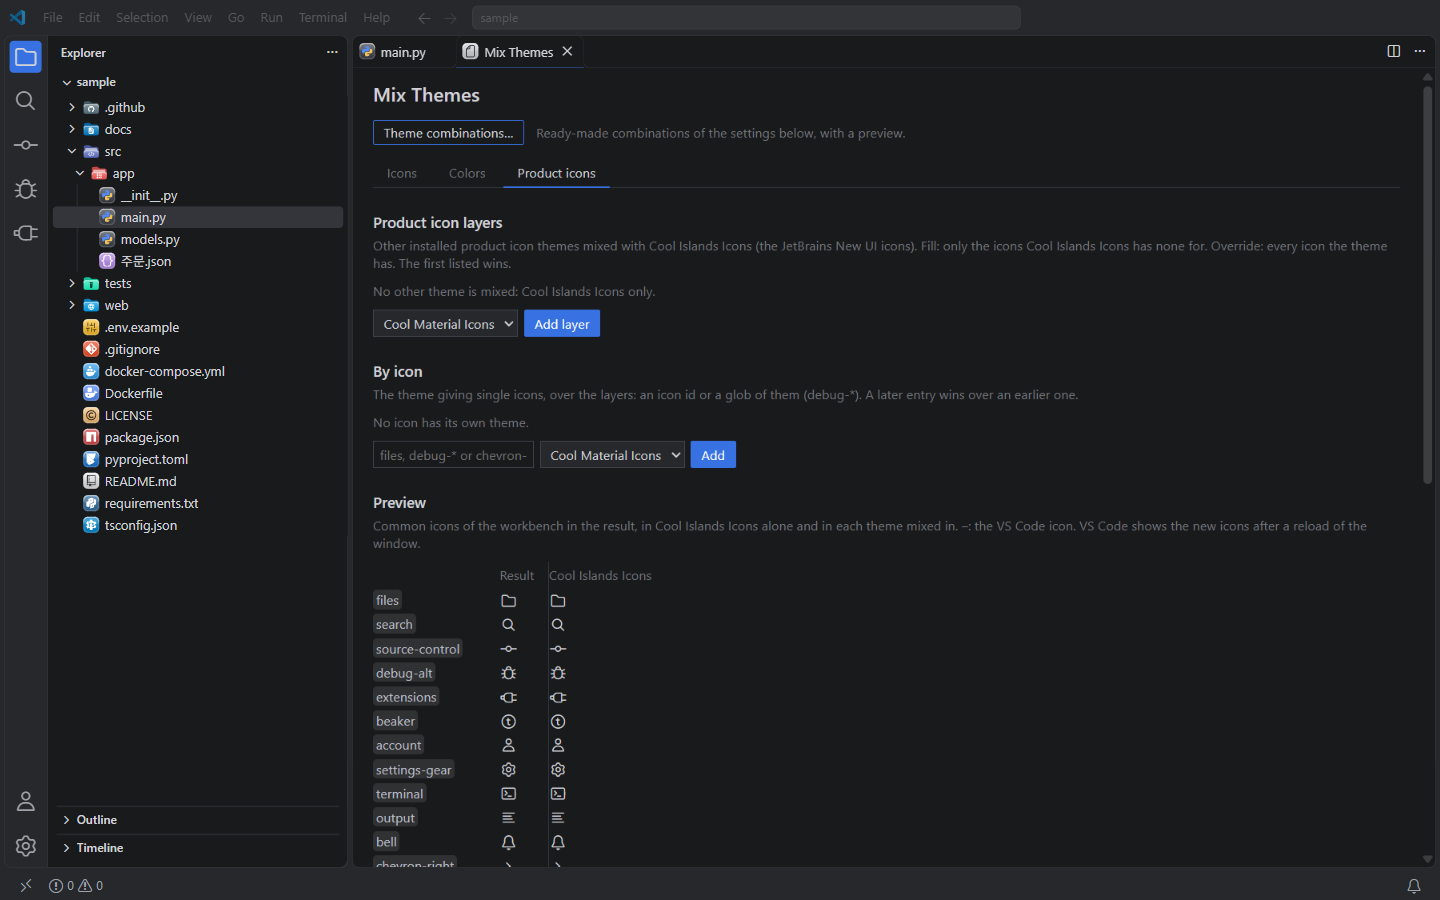 File Edit Selection View Go Run Terminal Help
sample
Explorer
sample
.github
docs
src
app
__init__.py
main.py
models.py
주문.json
tests
web
.env.example
.gitignore
docker-compose.yml
Dockerfile
LICENSE
package.json
pyproject.toml
README.md
requirements.txt
tsconfig.json
Outline
Timeline
main.py
Mix Themes
Mix Themes
Theme combinations... Ready-made combinations of the settings below, with a preview.
Icons Colors Product icons
Product icon layers
Other installed product icon themes mixed with Cool Islands Icons (the JetBrains New UI icons). Fill: only the icons Cool Islands Icons has none for. Override: every icon the theme
has. The first listed wins.
No other theme is mixed: Cool Islands Icons only.
Cool Material Icons Add layer
By icon
The theme giving single icons, over the layers: an icon id or a glob of them (debug-*). A later entry wins over an earlier one.
No icon has its own theme.
files, debug-* or chevron- Cool Material Icons Add
Preview
Common icons of the workbench in the result, in Cool Islands Icons alone and in each theme mixed in. –: the VS Code icon. VS Code shows the new icons after a reload of the
window.
Result Cool Islands Icons
files
search
source-control
debug-alt
extensions
beaker
account
settings-gear
terminal
output
bell
chevron-right
0 0